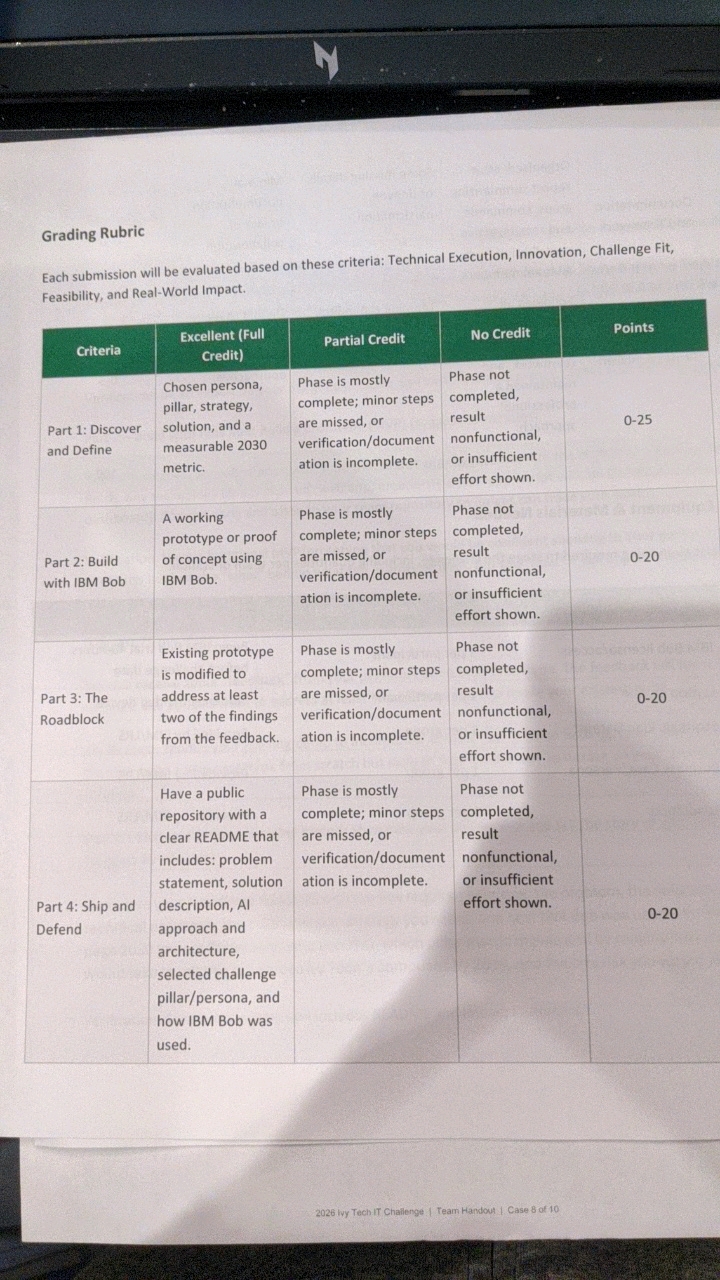 Grading Rubric
Each submission will be evaluated based on these criteria: Technical Execution, Innovation, Challenge Fit,
Feasibility, and Real-World Impact.
Criteria
Excellent (Full
Credit)
Partial Credit
No Credit
Points
Part 1: Discover
and Define
Chosen persona,
pillar, strategy,
solution, and a
measurable 2030
metric.
Phase is mostly
complete; minor steps
are missed, or
verification/document
ation is incomplete.
Phase not
completed,
result
nonfunctional,
or insufficient
effort shown.
0-25
Part 2: Build
with IBM Bob
A working
prototype or proof
of concept using
IBM Bob.
Phase is mostly
complete; minor steps
are missed, or
verification/document
ation is incomplete.
Phase not
completed,
result
nonfunctional,
or insufficient
effort shown.
0-20
Part 3: The
Roadblock
Existing prototype
is modified to
address at least
two of the findings
from the feedback.
Phase is mostly
complete; minor steps
are missed, or
verification/document
ation is incomplete.
Phase not
completed,
result
nonfunctional,
or insufficient
effort shown.
0-20
Part 4: Ship and
Defend
Have a public
repository with a
clear README that
includes: problem
statement, solution
description, AI
approach and
architecture,
selected challenge
pillar/persona, and
how IBM Bob was
used.
Phase is mostly
complete; minor steps
are missed, or
verification/document
ation is incomplete.
Phase not
completed,
result
nonfunctional,
or insufficient
effort shown.
0-20
2026 Ivy Tech IT Challenge | Team Handout | Case 8 of 10